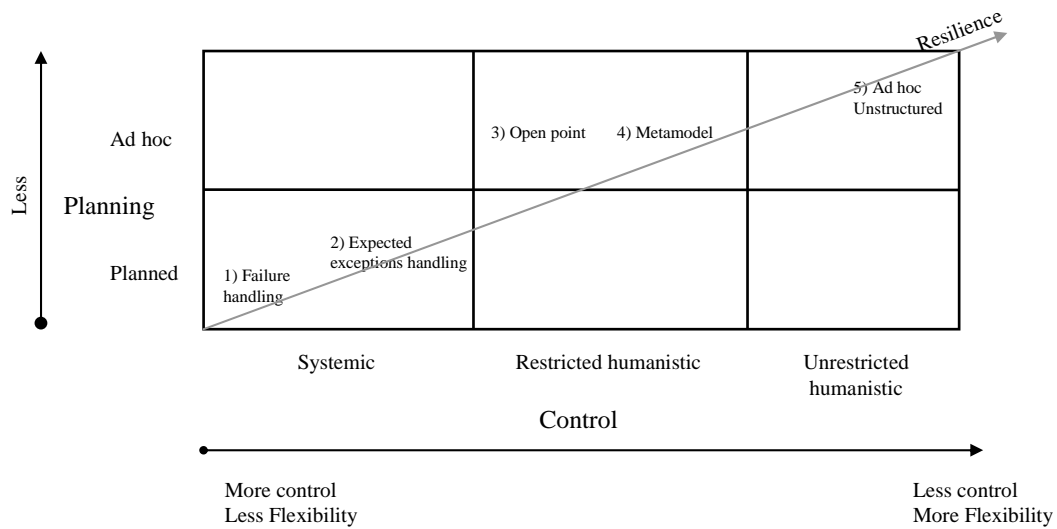 Resilience
5) Ad hoc
Unstructured
Ad hoc
3) Open point
4) Metamodel
Less
Planning
2) Expected
exceptions handling
Planned
1) Failure
handling
Systemic
Restricted humanistic
Unrestricted
humanistic
Control
More control
Less Flexibility
Less control
More Flexibility